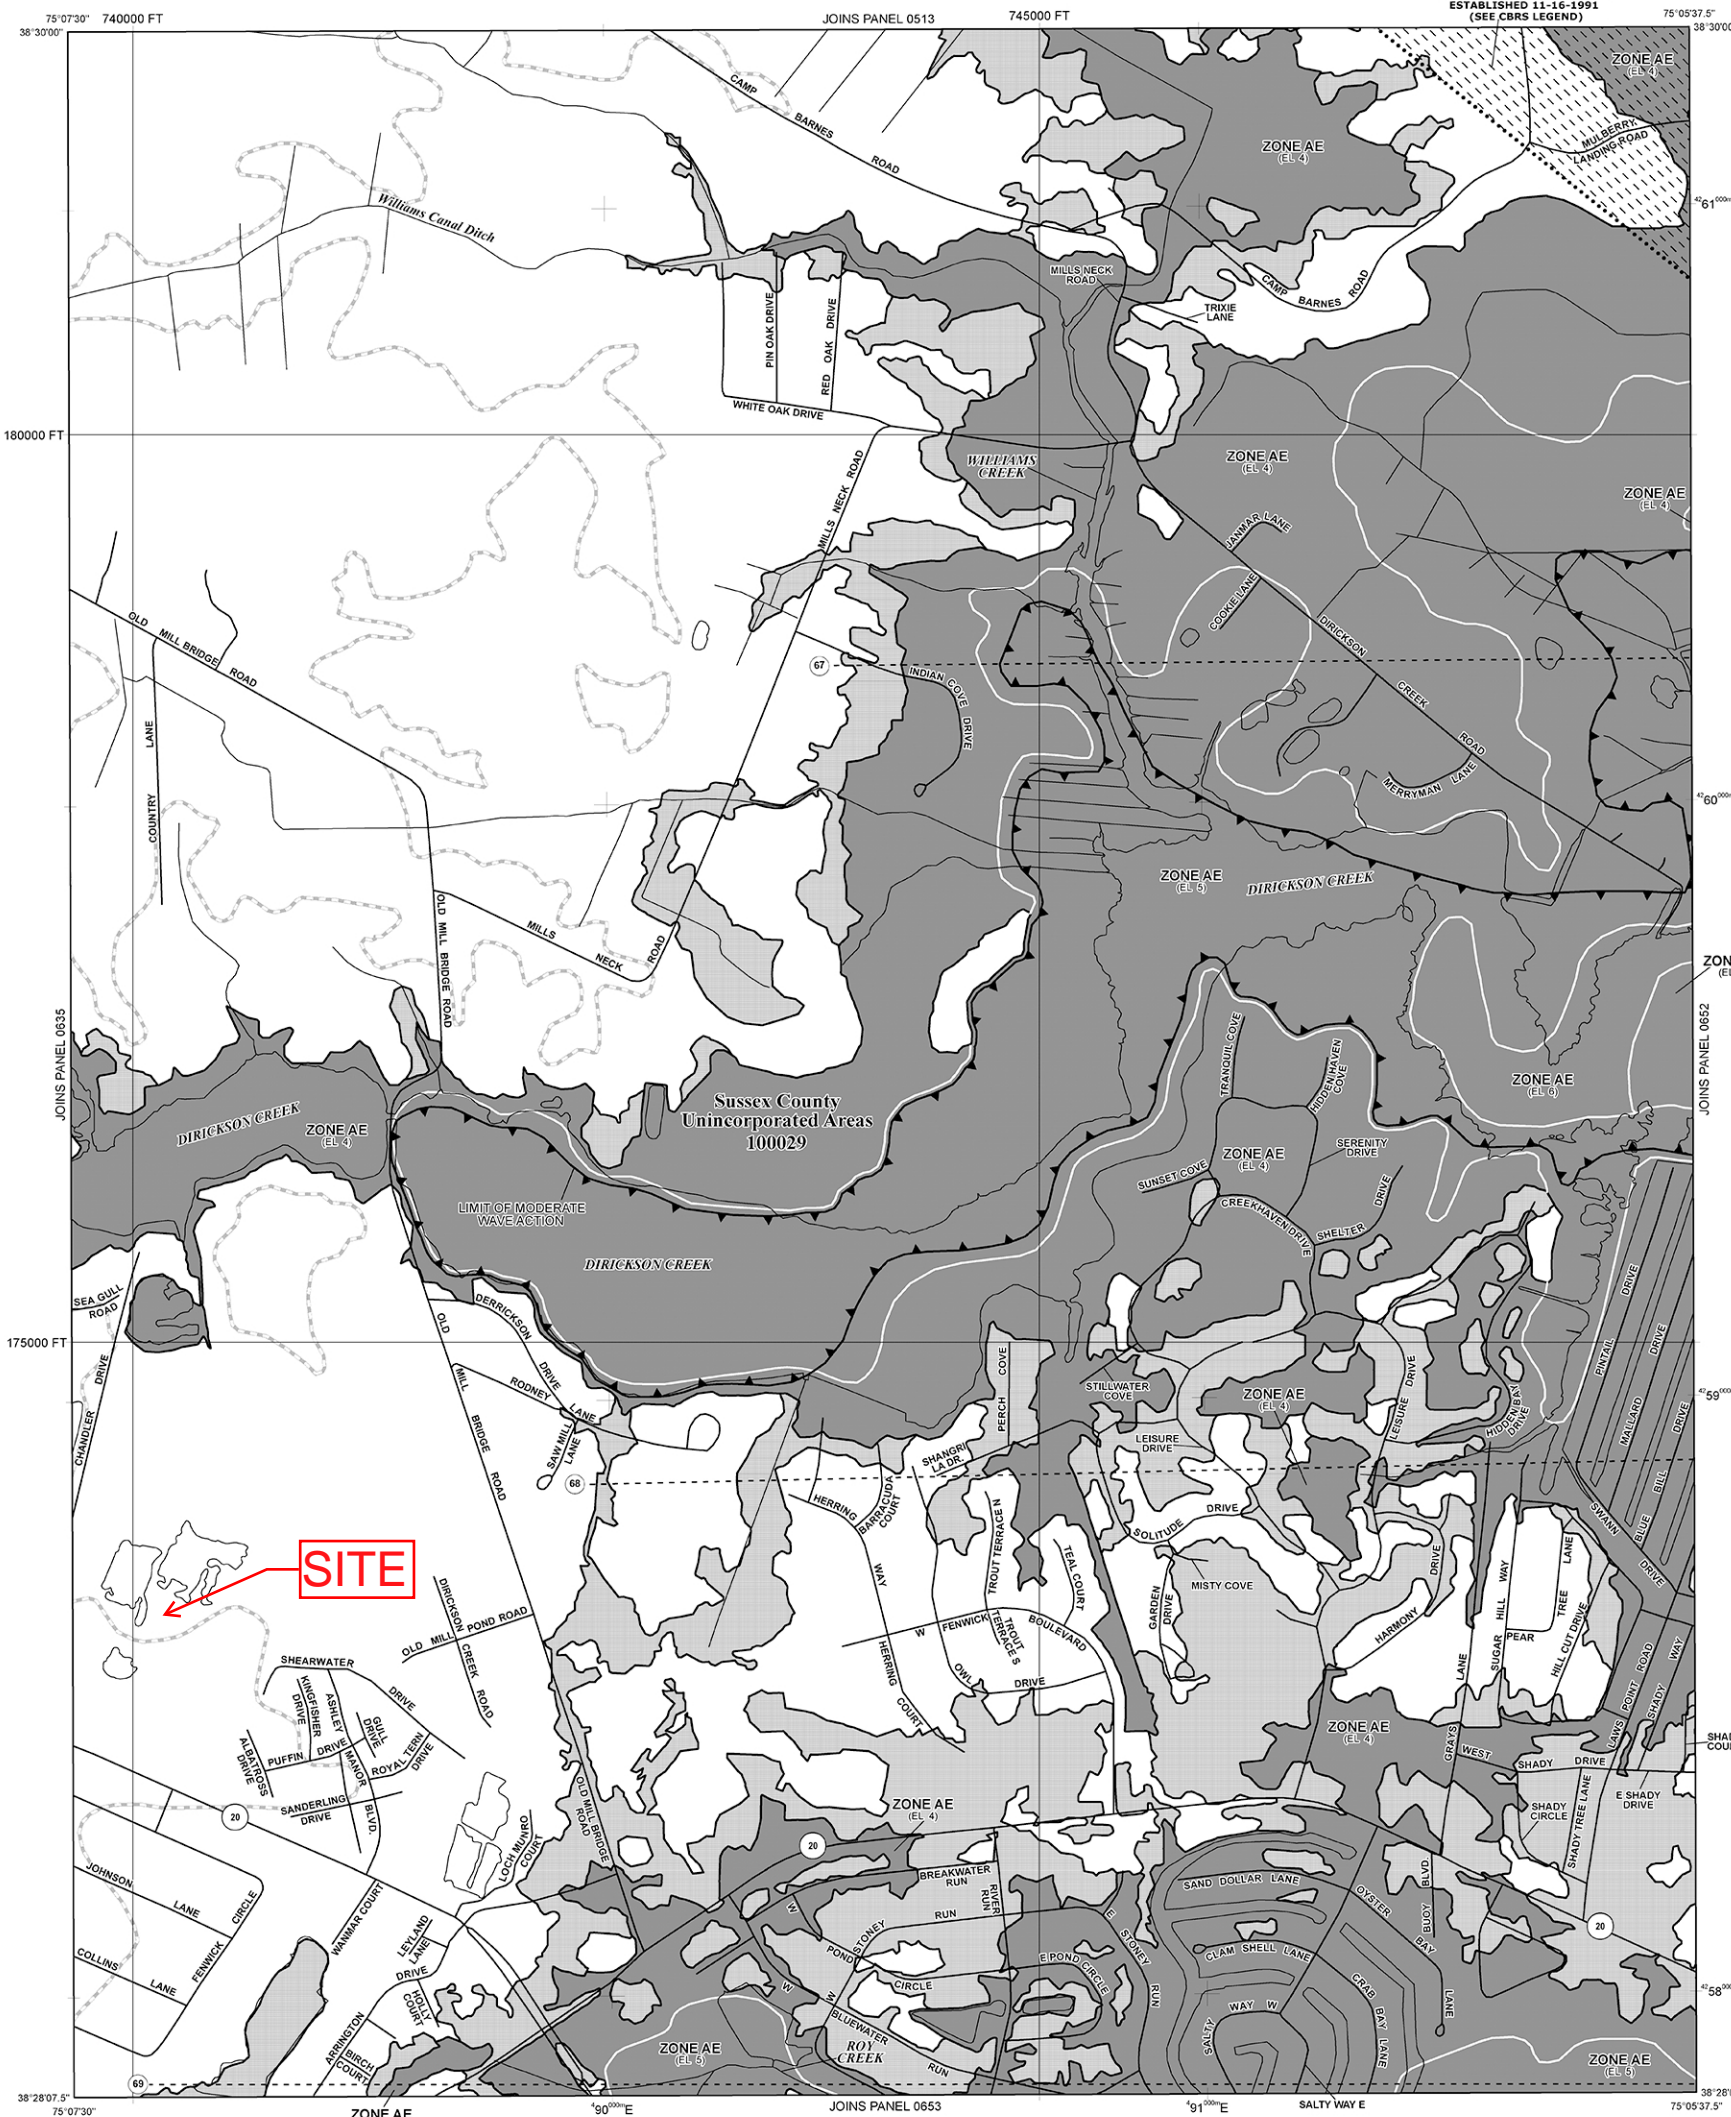 ESTABLISHED 11-16-1991
(SEE CBRS LEGEND)
75°07'30"
740000 FT
JOINS PANEL 0513
745000 FT
75°05'37.5"
38°30'00"
ZONE AE
(EL 4)
CAMP
BARNES
ROAD
ZONE AE
(EL 4)
MULBERRY
LANDING ROAD
Williams Canal Ditch
MILLS NECK
ROAD
CAMP
BARNES
ROAD
TRIXIE
LANE
PIN OAK DRIVE
RED OAK DRIVE
WHITE OAK DRIVE
180000 FT
MILLS NECK ROAD
WILLIAMS
CREEK
ZONE AE
(EL 4)
ZONE AE
(EL 4)
JANMAR LANE
COOKIE LANE
DIRICKSON
CREEK
ROAD
MERRYMAN LANE
OLD MILL BRIDGE ROAD
COUNTRY LANE
67
INDIAN COVE DRIVE
OLD MILL BRIDGE ROAD
MILLS
NECK
ROAD
ZONE AE
(EL 5)
DIRICKSON CREEK
JOINS PANEL 0635
JOINS PANEL 0652
TRANQUIL COVE
HIDDEN HAVEN
COVE
ZONE AE
(EL 6)
DIRICKSON CREEK
ZONE AE
(EL 4)
Sussex County
Unincorporated Areas
100029
ZONE AE
(EL 4)
SERENITY
DRIVE
SUNSET COVE
CREEKHAVEN DRIVE
SHELTER
DRIVE
LIMIT OF MODERATE
WAVE ACTION
DIRICKSON CREEK
SEA GULL
ROAD
CHANDLER
DRIVE
175000 FT
DERRICKSON
DRIVE
OLD
MILL
BRIDGE
ROAD
RODNEY
LANE
SAW MILL
LANE
68
PERCH COVE
STILLWATER
COVE
ZONE AE
(EL 4)
LEISURE DRIVE
HIDDEN BAY
DRIVE
PINTAIL
DRIVE
MALLARD
DRIVE
BLUE
BILL
DRIVE
SHANGRI
LA DR.
LEISURE
DRIVE
HERRING
BARRACUDA
COURT
WAY
SOLITUDE
DRIVE
SWANN
DRIVE
SITE
TROUT TERRACE N
TEAL COURT
MISTY COVE
GARDEN
DRIVE
HARMONY
DRIVE
SUGAR HILL WAY
TREE
LANE
PEAR
HILL CUT DRIVE
DIRICKSON
CREEK
ROAD
OLD MILL POND ROAD
W
FENWICK
BOULEVARD
TROUT
TERRACE S
HERRING
COURT
OWL
DRIVE
SHEARWATER
DRIVE
KINGFISHER
DRIVE
ASHLEY
MANOR
BLVD.
GULL
DRIVE
PUFFIN
DRIVE
ALBATROSS
DRIVE
ROYAL TERN
DRIVE
SANDERLING
DRIVE
20
GRAYS
LANE
WEST
SHADY
DRIVE
LAWS POINT ROAD
SHADY
WAY
ZONE AE
(EL 4)
SHADY
CIRCLE
SHADY TREE LANE
E SHADY
DRIVE
OLD MILL BRIDGE
ROAD
LOCH MUNRO
COURT
ZONE AE
(EL 4)
20
BREAKWATER
RUN
RIVER
RUN
SAND DOLLAR LANE
OYSTER
BAY
LANE
BUOY
BLVD.
20
JOHNSON
LANE
COLLINS
LANE
FENWICK
CIRCLE
WANMAR COURT
LEYLAND
LANE
DRIVE
ARRINGTON
HOLLY
COURT
BIRCH
COURT
W
STONEY
RUN
POND
CIRCLE
E
STONEY
RUN
E POND CIRCLE
CLAM SHELL LANE
CRAB
BAY LANE
SALTY
WAY W
W
W
BLUEWATER
RUN
ROY
CREEK
ZONE AE
(EL 5)
ZONE AE
(EL 5)
69
38°28'07.5"
75°07'30"
ZONE AE
⁴90⁰⁰⁰ᵐE
JOINS PANEL 0653
⁴91⁰⁰⁰ᵐE
SALTY WAY E
75°05'37.5"